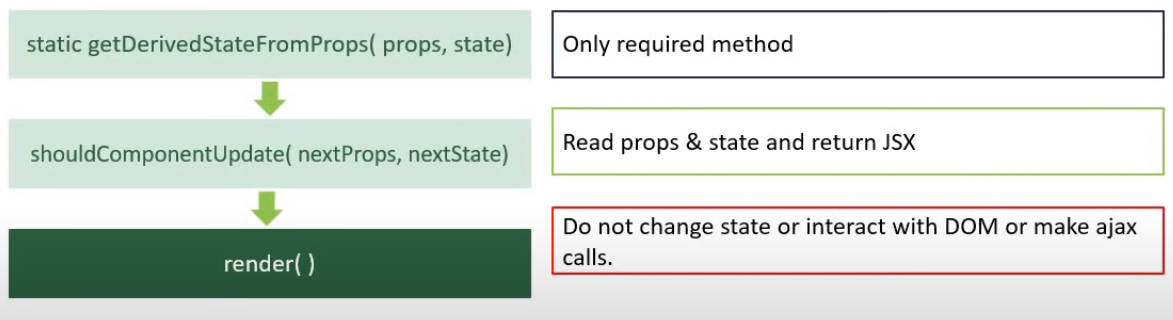 static getDerivedStateFromProps( props, state)
Only required method
shouldComponentUpdate( nextProps, nextState)
Read props & state and return JSX
render( )
Do not change state or interact with DOM or make ajax
calls.